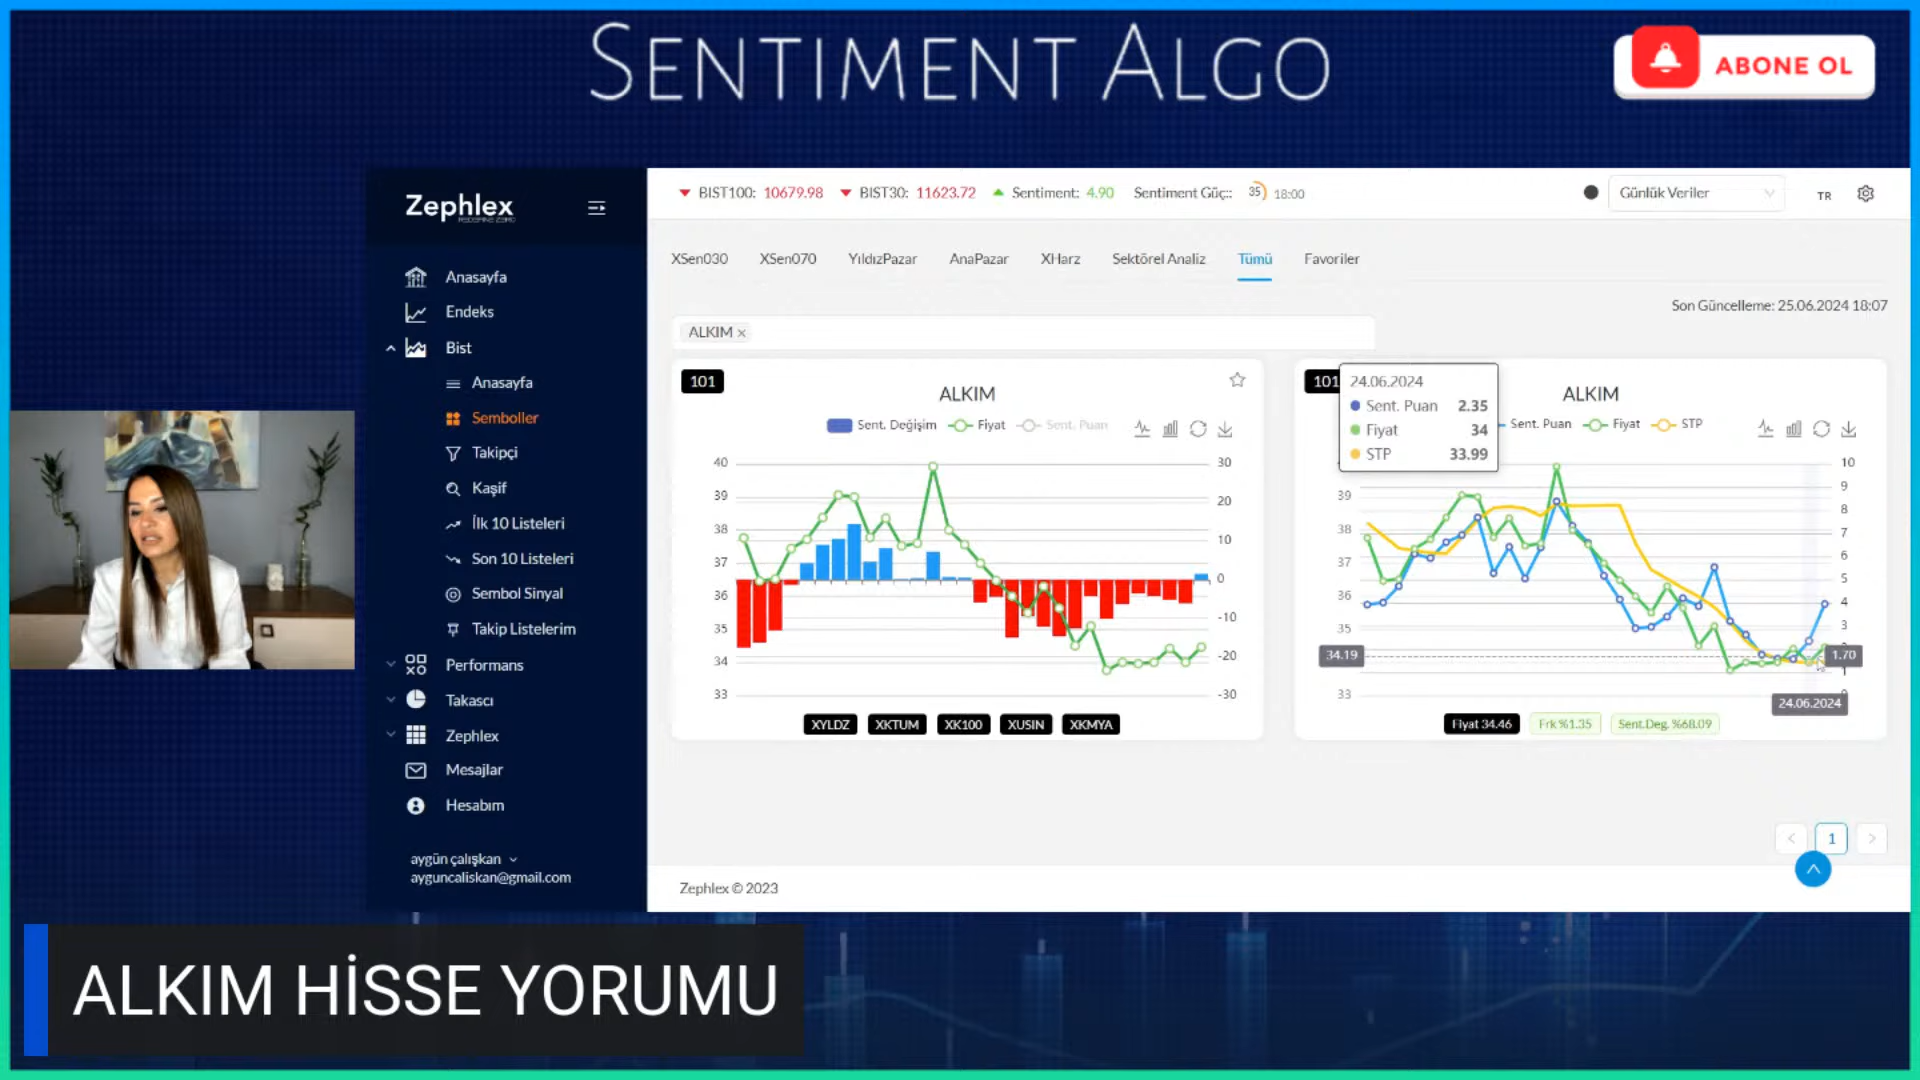 SENTIMENT ALGO
ABONE OL
Zephlex
BIST100: 10679.98 BIST30: 11623.72 Sentiment: 4.90 Sentiment Güç:: 35 18:00
Günlük Veriler
TR
XSen030 XSen070 YıldızPazar AnaPazar XHarz Sektörel Analiz Tümü Favoriler
Son Güncelleme: 25.06.2024 18:07
ALKIM ×
Anasayfa
Endeks
Bist
Anasayfa
Semboller
Takipçi
Kaşif
İlk 10 Listeleri
Son 10 Listeleri
Sembol Sinyal
Takip Listelerim
Performans
Takascı
Zephlex
Mesajlar
Hesabım
aygün çalışkan
ayguncaliskan@gmail.com
101
ALKIM
Sent. Değişim Fiyat Sent. Puan
40 30
39 20
38 10
37 0
36 -10
35 -20
34 -30
33
XYLDZ XKTUM XK100 XUSIN XKMYA
101
ALKIM
Sent. Puan Fiyat STP
24.06.2024
Sent. Puan 2.35
Fiyat 34
STP 33.99
39
38
37
36
35
34.19
33
10
9
8
7
6
5
4
3
1.70
24.06.2024
Fiyat 34.46 Frk %1.35 Sent.Deg. %68.09
1
Zephlex © 2023
ALKIM HİSSE YORUMU